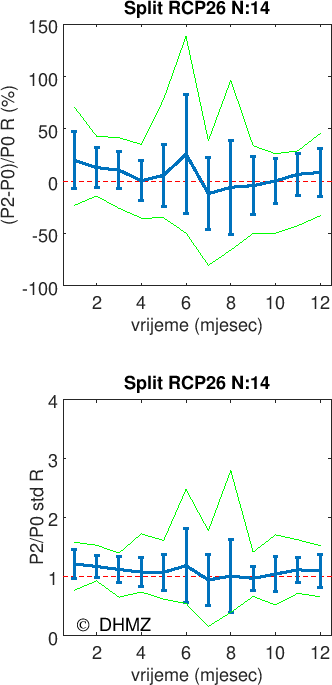 Split RCP26 N:14
150
100
50
0
-50
-100
(P2-P0)/P0 R (%)
2 4 6 8 10 12
vrijeme (mjesec)
Split RCP26 N:14
4
3
2
1
0
P2/P0 std R
© DHMZ
2 4 6 8 10 12
vrijeme (mjesec)